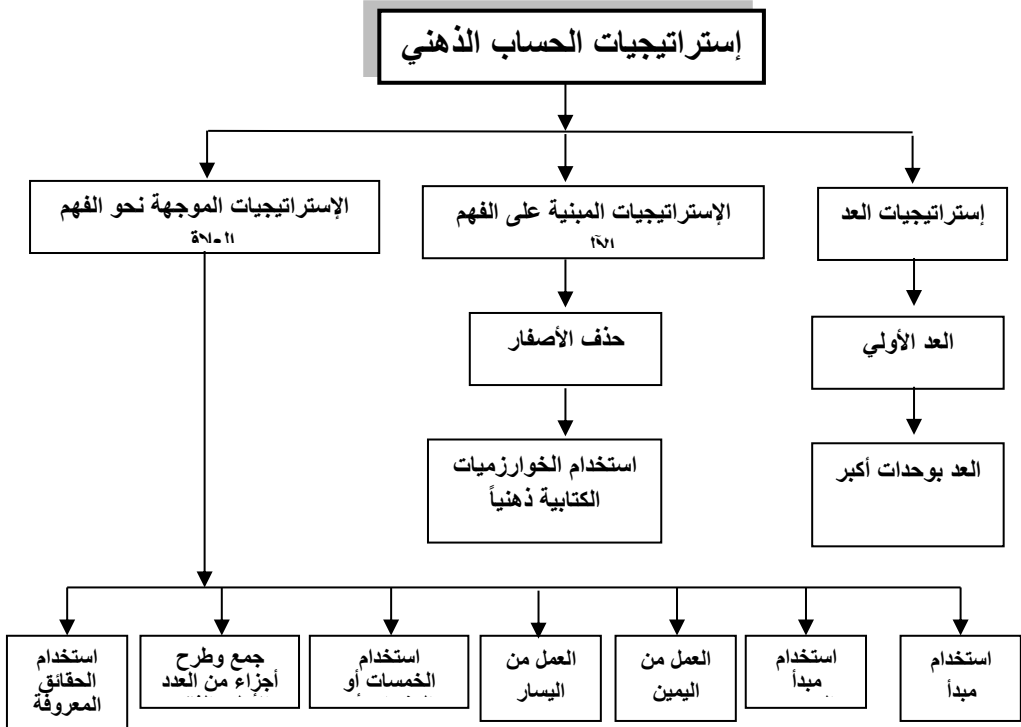 إستراتيجيات الحساب الذهني
إستراتيجيات العد
الإستراتيجيات المبنية على الفهم
الإستراتيجيات الموجهة نحو الفهم
العد الأولي
حذف الأصفار
العد بوحدات أكبر
استخدام الخوارزميات
الكتابية ذهنياً
استخدام
مبدأ
استخدام
مبدأ
العمل من
اليمين
العمل من
اليسار
استخدام
الخمسات أو
جمع وطرح
أجزاء من العدد
استخدام
الحقائق
المعروفة